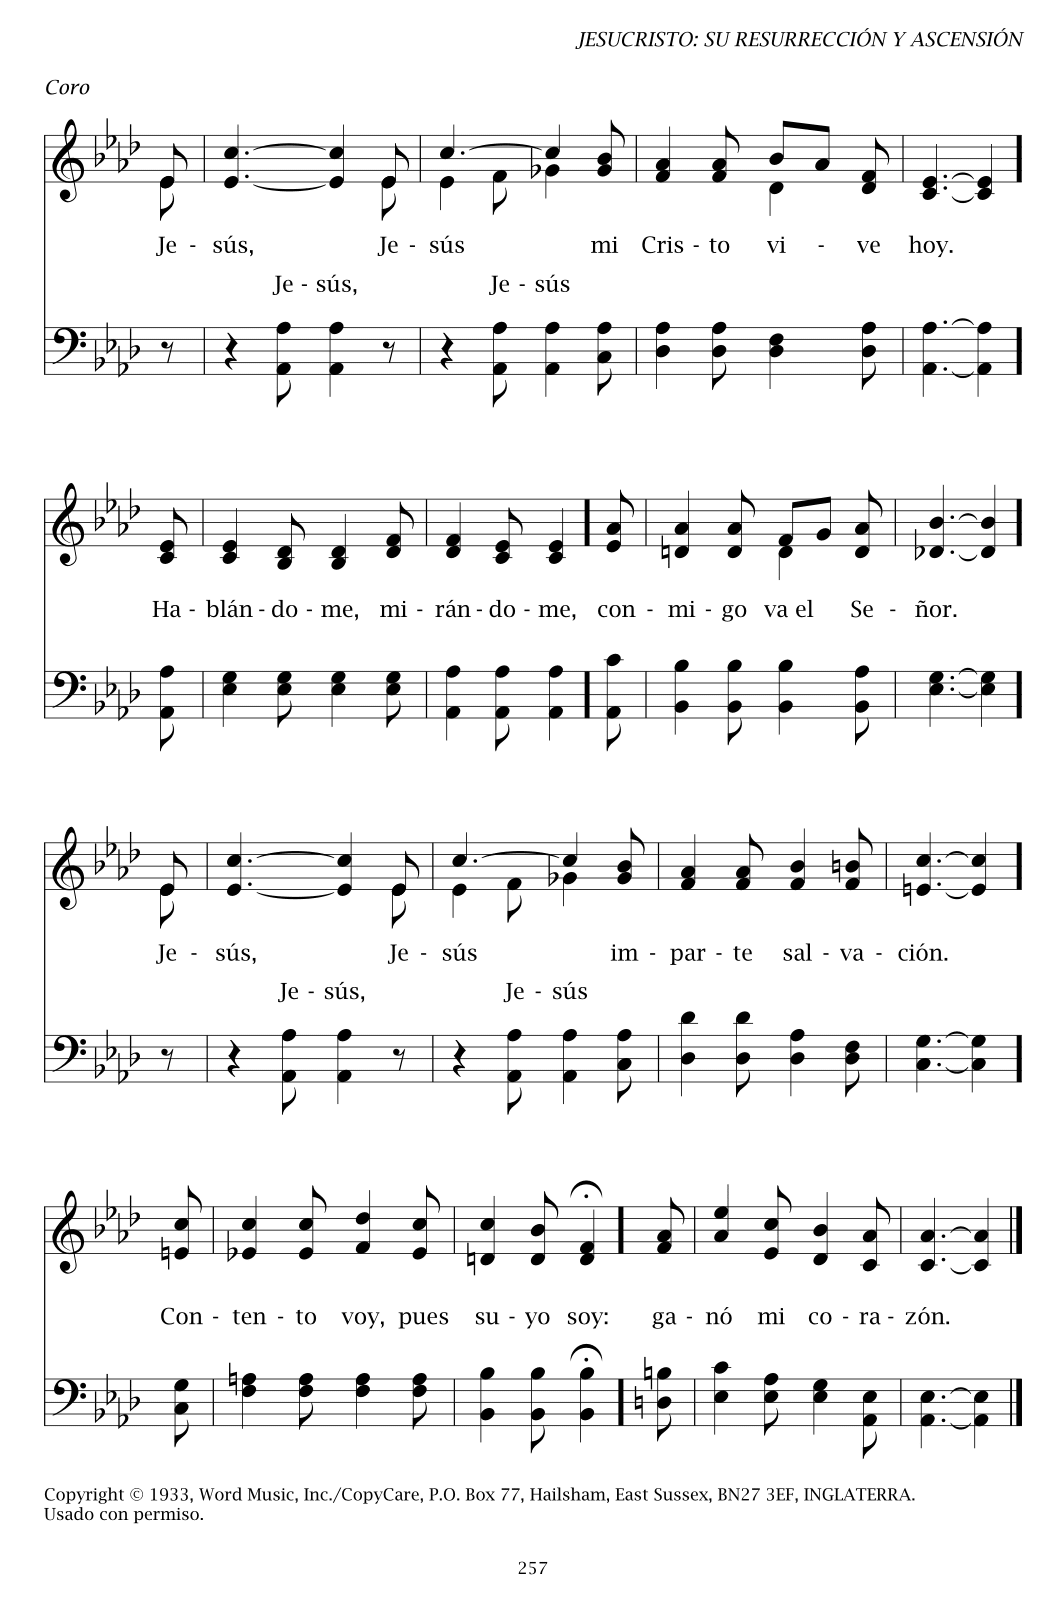 JESUCRISTO: SU RESURRECCIÓN Y ASCENSIÓN
Coro
Je - sús, Je - sús mi Cris - to vi - ve hoy.
Je - sús, Je - sús
Ha - blán - do - me, mi - rán - do - me, con - mi - go va el Se - ñor.
Je - sús, Je - sús im - par - te sal - va - ción.
Je - sús, Je - sús
Con - ten - to voy, pues su - yo soy: ga - nó mi co - ra - zón.
Copyright © 1933, Word Music, Inc./CopyCare, P.O. Box 77, Hailsham, East Sussex, BN27 3EF, INGLATERRA.
Usado con permiso.
257